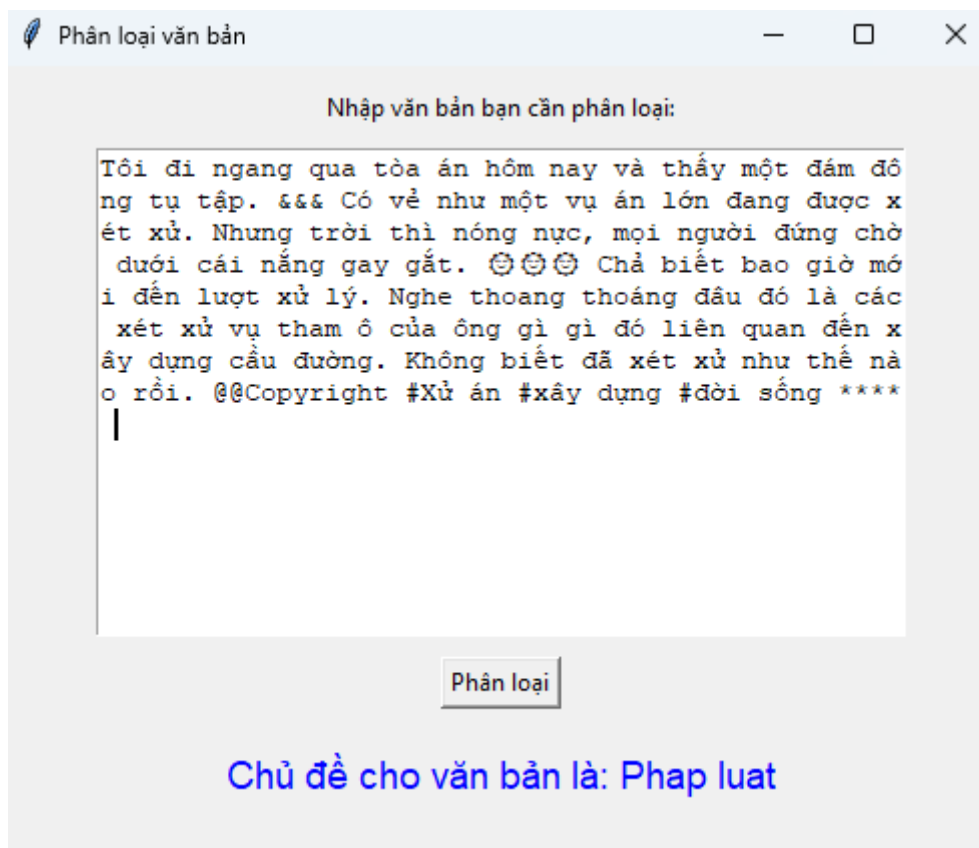 Phân loại văn bản
Nhập văn bản bạn cần phân loại:
Tôi đi ngang qua tòa án hôm nay và thấy một đám đô
ng tụ tập. &&& Có vẻ như một vụ án lớn đang được x
ét xử. Nhưng trời thì nóng nực, mọi người đứng chờ
dưới cái nắng gay gắt. 😊😊😊 Chả biết bao giờ mớ
i đến lượt xử lý. Nghe thoang thoáng đâu đó là các
xét xử vụ tham ô của ông gì gì đó liên quan đến x
ây dựng cầu đường. Không biết đã xét xử như thế nà
o rồi. @@Copyright #Xử án #xây dựng #đời sống ****
Phân loại
Chủ đề cho văn bản là: Phap luat